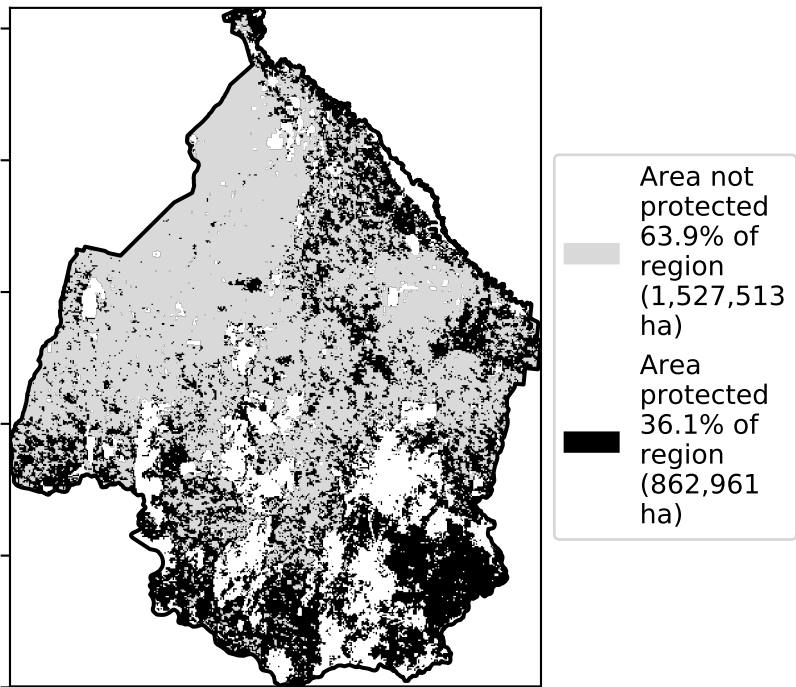 Area not
protected
63.9% of
region
(1,527,513
ha)
Area
protected
36.1% of
region
(862,961
ha)